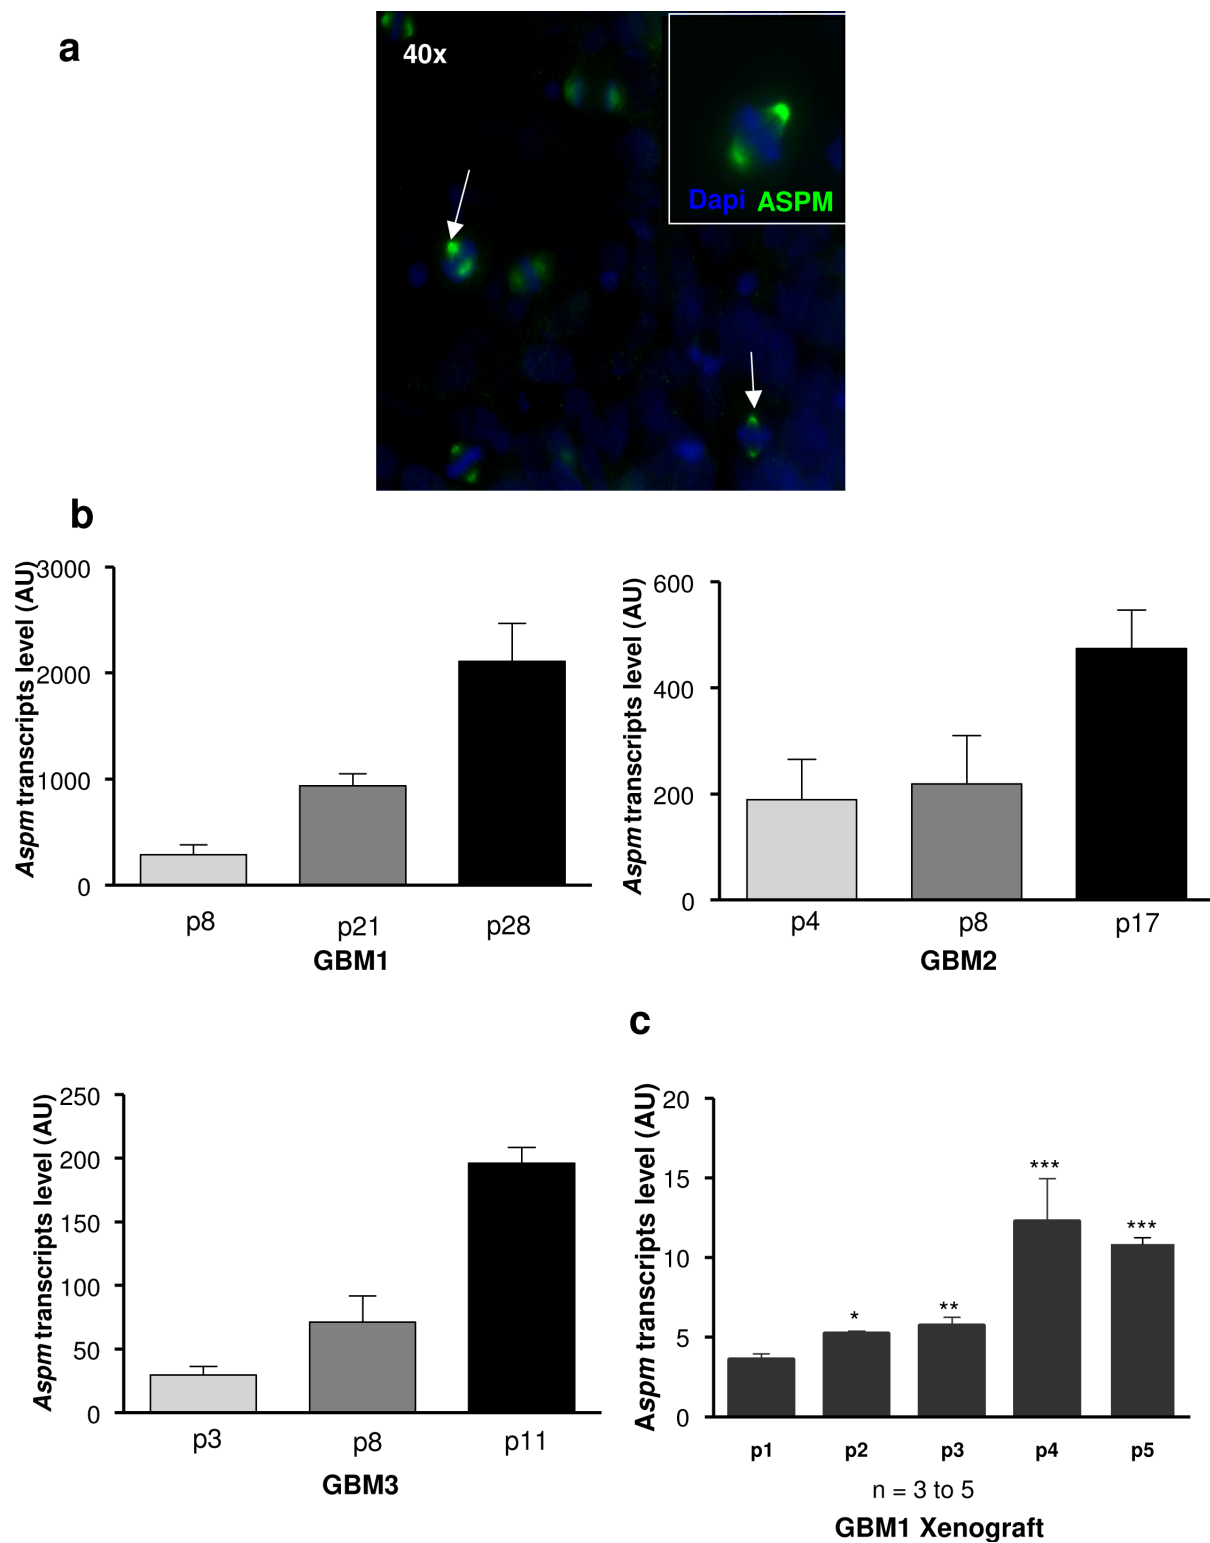 a
40x
Dapi ASPM
b
Aspm transcripts level (AU)
3000
2000
1000
0
p8 p21 p28
GBM1
Aspm transcripts level (AU)
600
400
200
0
p4 p8 p17
GBM2
Aspm transcripts level (AU)
250
200
150
100
50
0
p3 p8 p11
GBM3
c
Aspm transcripts level (AU)
20
15
10
5
0
* ** *** ***
p1 p2 p3 p4 p5
n = 3 to 5
GBM1 Xenograft